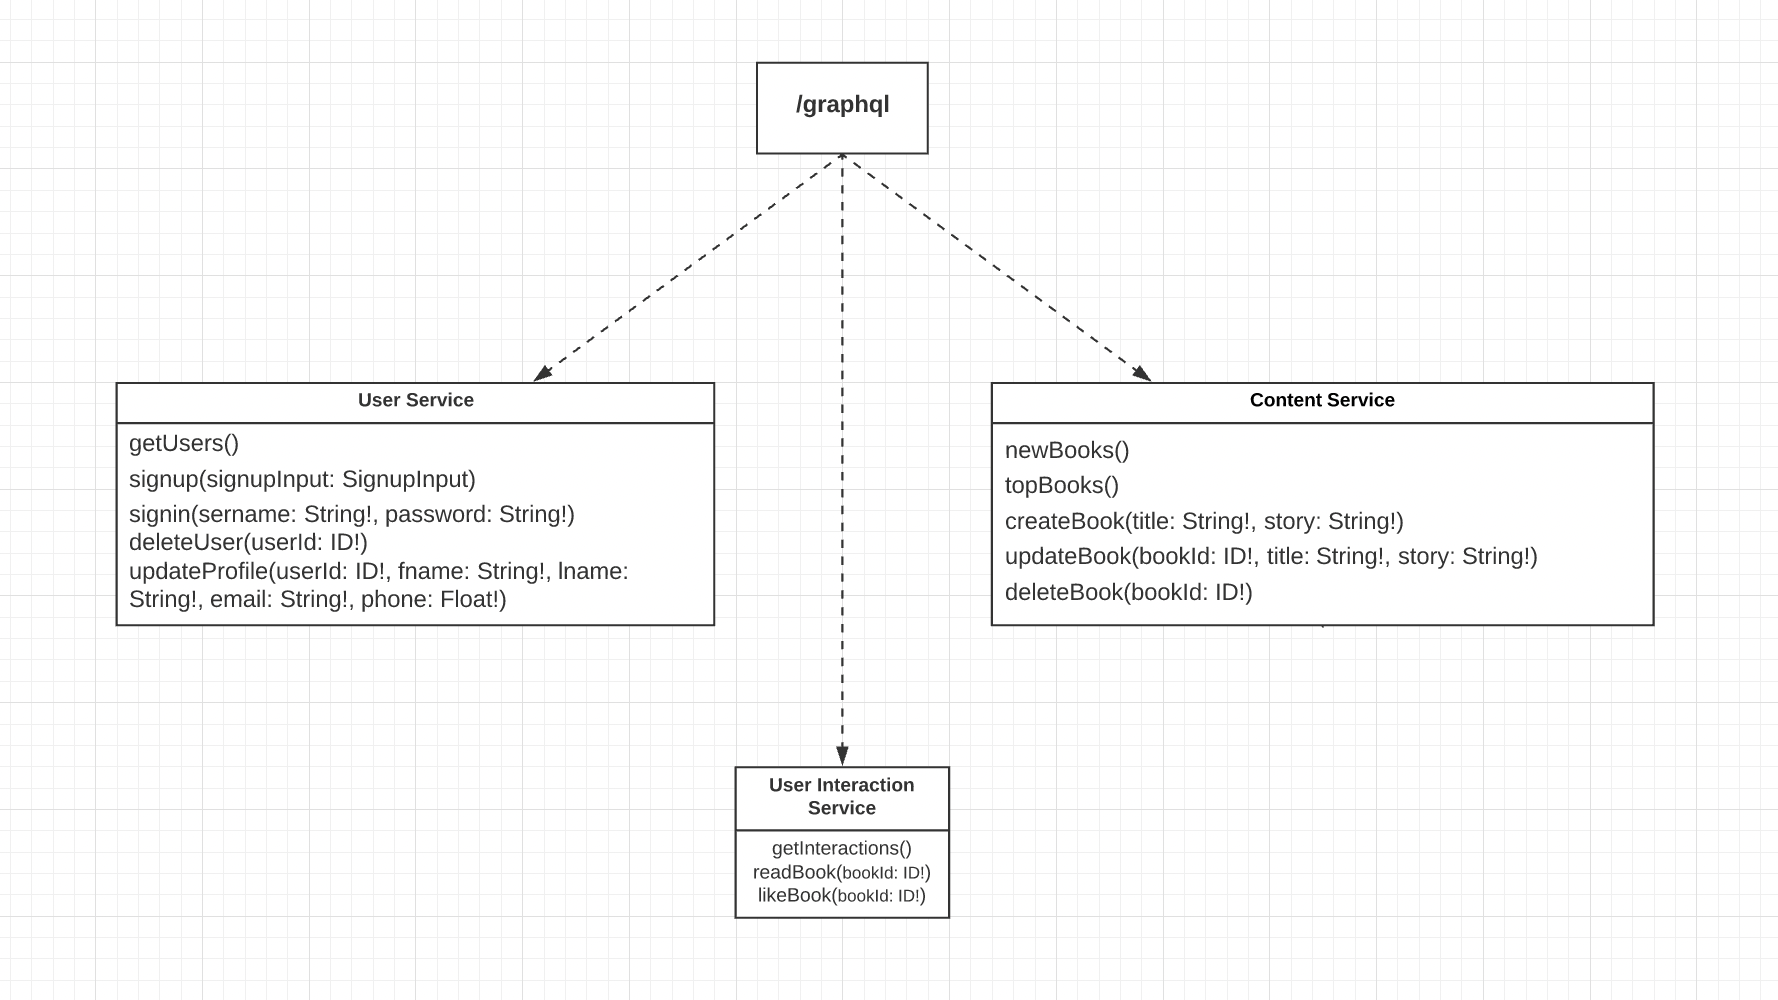 /graphql
User Service
getUsers()
signup(signupInput: SignupInput)
signin(sername: String!, password: String!)
deleteUser(userId: ID!)
updateProfile(userId: ID!, fname: String!, lname:
String!, email: String!, phone: Float!)
Content Service
newBooks()
topBooks()
createBook(title: String!, story: String!)
updateBook(bookId: ID!, title: String!, story: String!)
deleteBook(bookId: ID!)
User Interaction
Service
getInteractions()
readBook(bookId: ID!)
likeBook(bookId: ID!)